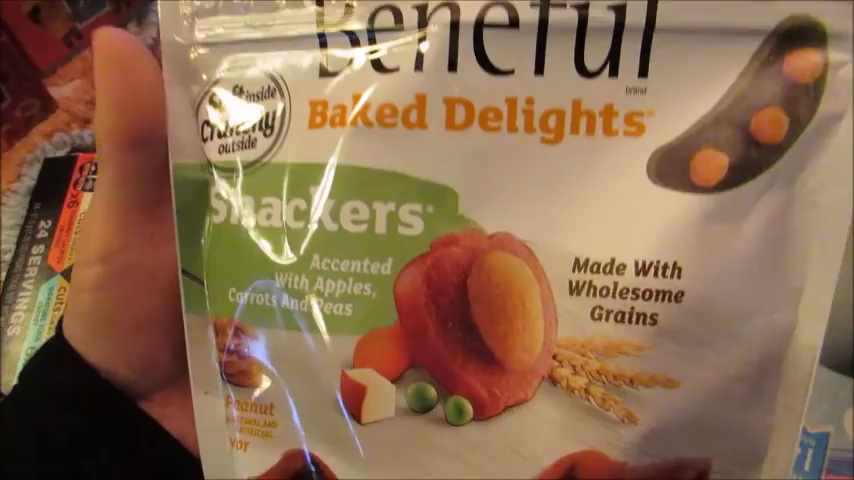 Beneful
brand
Baked Delights
Soft inside
Crunchy
outside
Snackers
Accented
With Apples,
Carrots And Peas
Made With
Wholesome
Grains
Peanut
24 SERVINGS